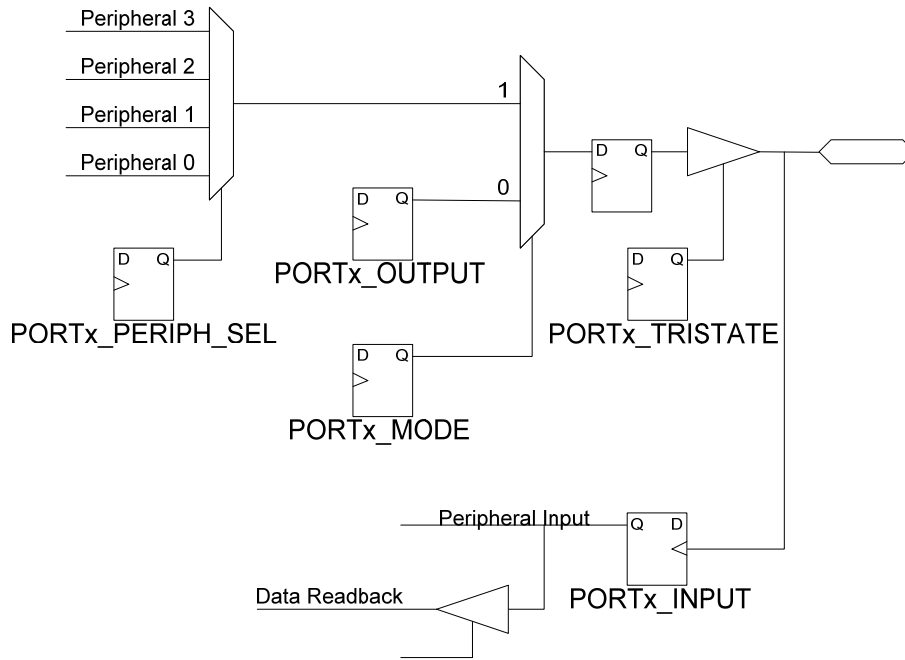 Peripheral 3
Peripheral 2
Peripheral 1
Peripheral 0
1
0
D Q
PORTx_PERIPH_SEL
D Q
PORTx_OUTPUT
D Q
PORTx_MODE
D Q
D Q
PORTx_TRISTATE
Peripheral Input
Q D
PORTx_INPUT
Data Readback